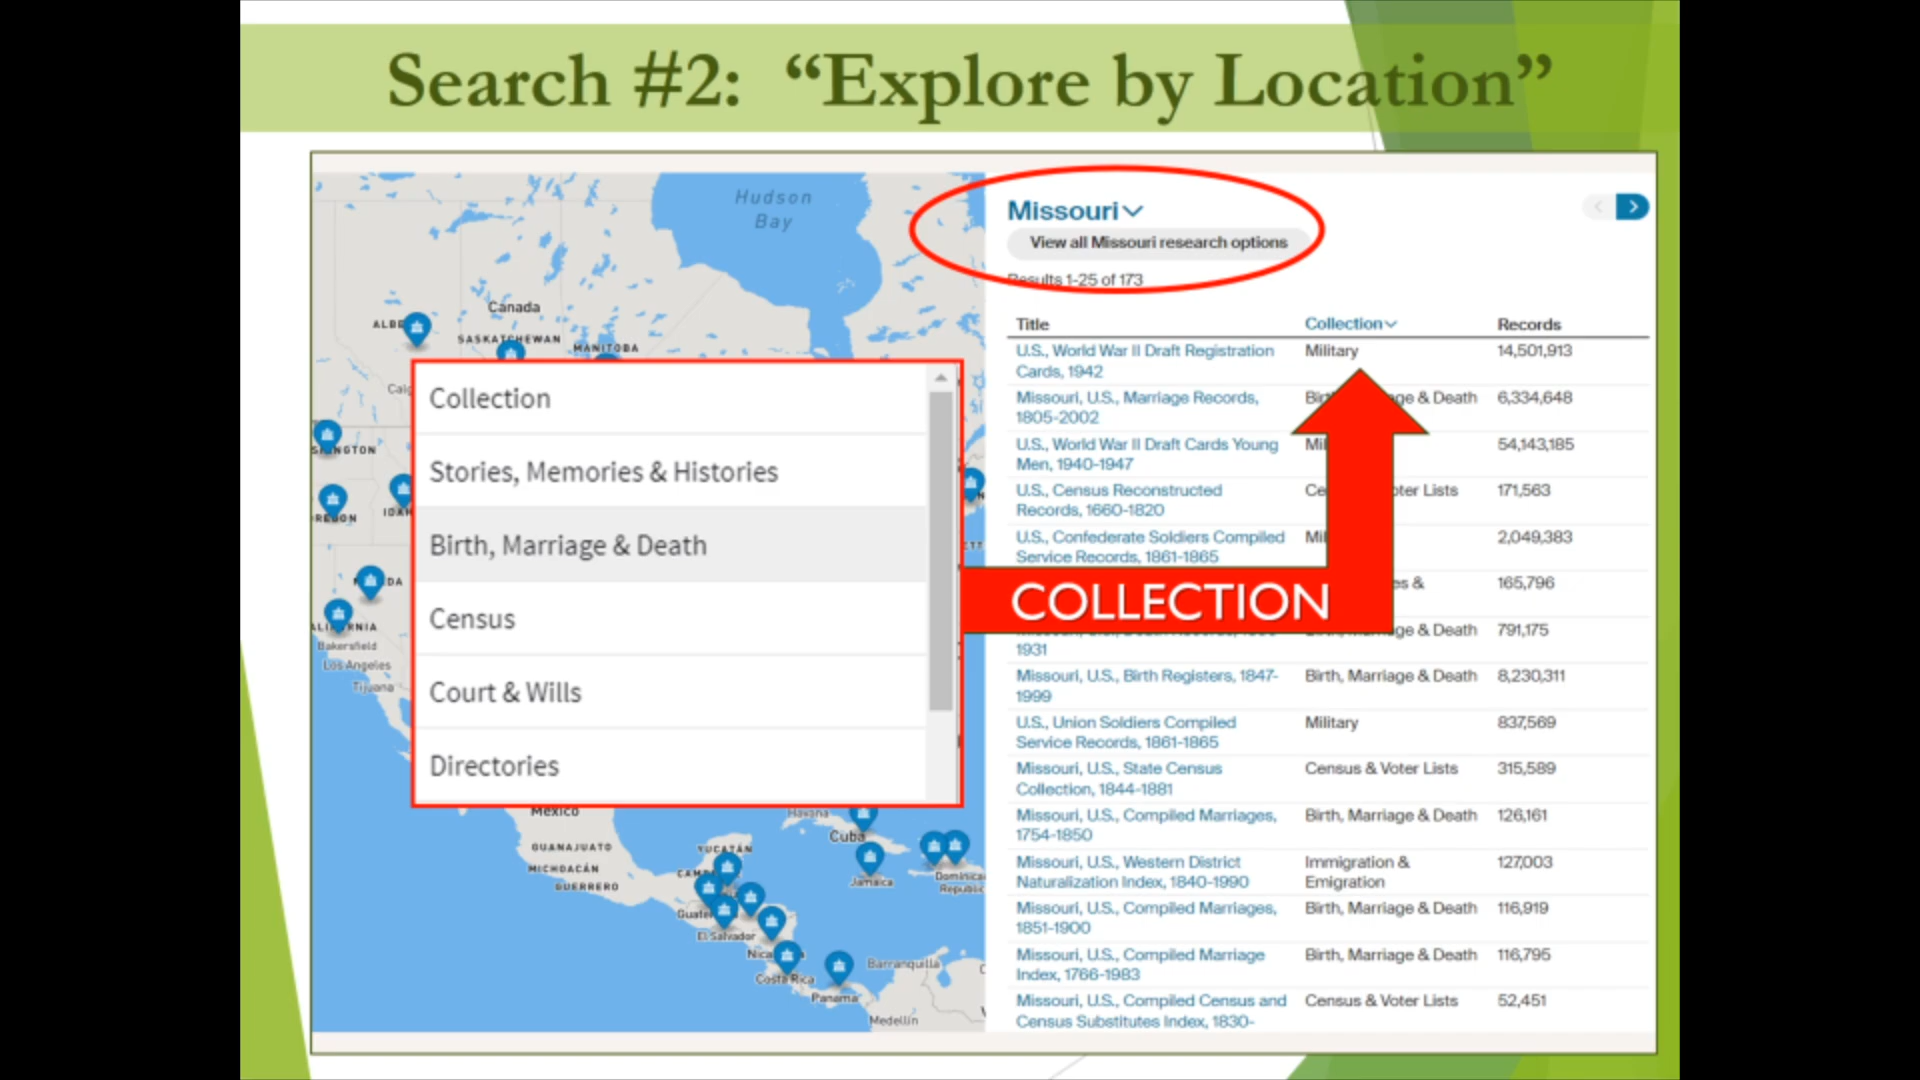 Search #2: “Explore by Location”
Hudson
Bay
Canada
SASKATCHEWAN
MANITOBA
Bakersfield
Los Angeles
Tijuana
Mexico
GUANAJUATO
MICHOACÁN
GUERRERO
YUCATÁN
Havana
Cuba
Jamaica
El Salvador
Costa Rica
Panama
Barranquilla
Medellín
Collection
Stories, Memories & Histories
Birth, Marriage & Death
Census
Court & Wills
Directories
COLLECTION
Missouri
View all Missouri research options
Results 1-25 of 173
Title Collection Records
U.S., World War II Draft Registration Military 14,501,913
Cards, 1942
Missouri, U.S., Marriage Records, & Death 6,334,648
1805-2002
U.S., World War II Draft Cards Young 54,143,185
Men, 1940-1947
U.S., Census Reconstructed Lists 171,563
Records, 1660-1820
U.S., Confederate Soldiers Compiled 2,049,383
Service Records, 1861-1865
& 165,796
& Death 791,175
1931
Missouri, U.S., Birth Registers, 1847- Birth, Marriage & Death 8,230,311
1999
U.S., Union Soldiers Compiled Military 837,569
Service Records, 1861-1865
Missouri, U.S., State Census Census & Voter Lists 315,589
Collection, 1844-1881
Missouri, U.S., Compiled Marriages, Birth, Marriage & Death 126,161
1754-1850
Missouri, U.S., Western District Immigration & 127,003
Naturalization Index, 1840-1990 Emigration
Missouri, U.S., Compiled Marriages, Birth, Marriage & Death 116,919
1851-1900
Missouri, U.S., Compiled Marriage Birth, Marriage & Death 116,795
Index, 1766-1983
Missouri, U.S., Compiled Census and Census & Voter Lists 52,451
Census Substitutes Index, 1830-